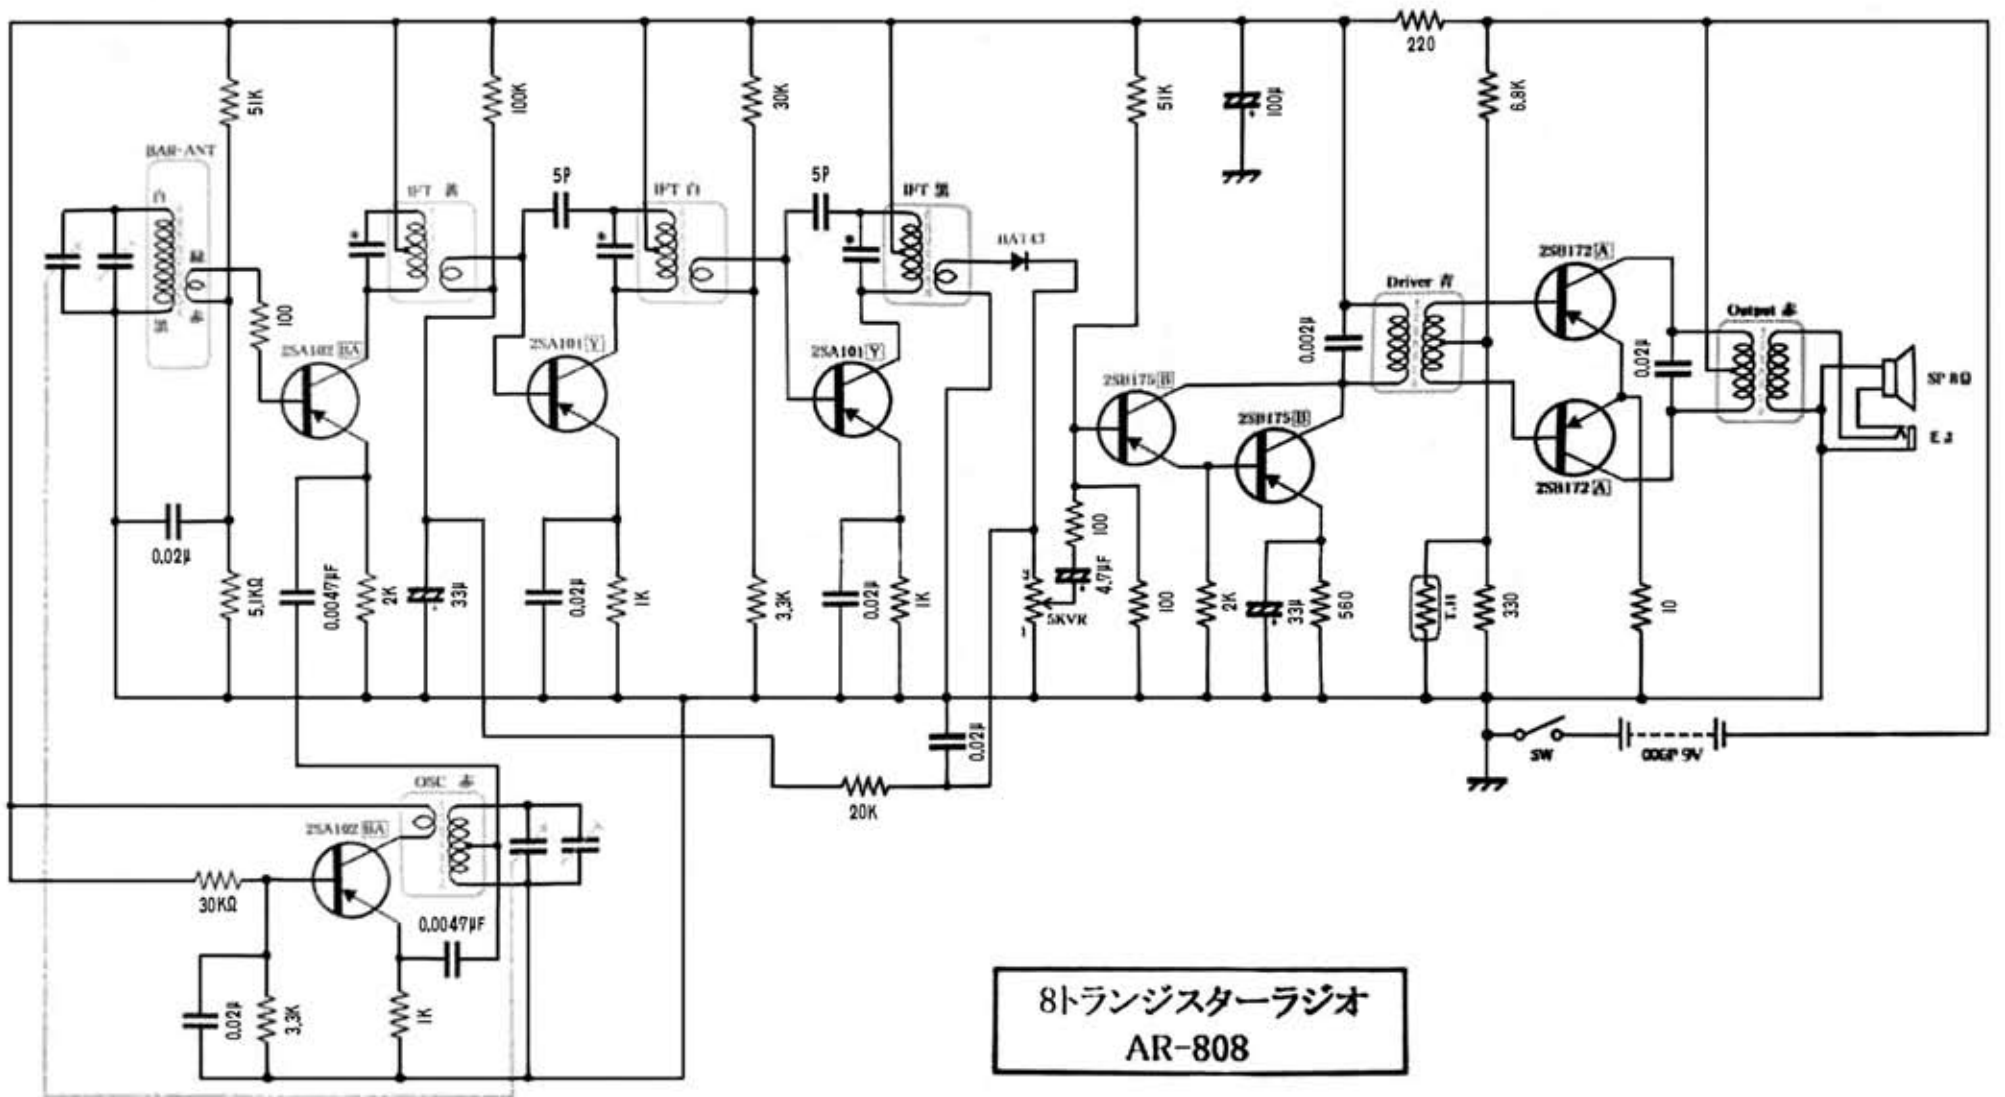 220
51K
100K
30K
51K
100μ
6.8K
BAR-ANT
白
緑
黒
赤
IFT 黄
5P
IFT 白
5P
IFT 黒
BAT43
100
2SA102 BA
2SA101 Y
2SA101 Y
2SB175 B
2SB175 B
0.002μ
Driver 青
2SB172 A
2SB172 A
0.02μ
Output 赤
SP 8Ω
E.J
0.02μ
5.1KΩ
0.0047μF
2K
33μ
0.02μ
1K
3.3K
0.02μ
1K
5KVR
1
100
4.7μF
100
2K
33μ
560
T.H
330
10
0.02μ
20K
SW
006P 9V
OSC 赤
2SA102 BA
30KΩ
0.0047μF
0.02μ
3.3K
1K
8トランジスターラジオ
AR-808